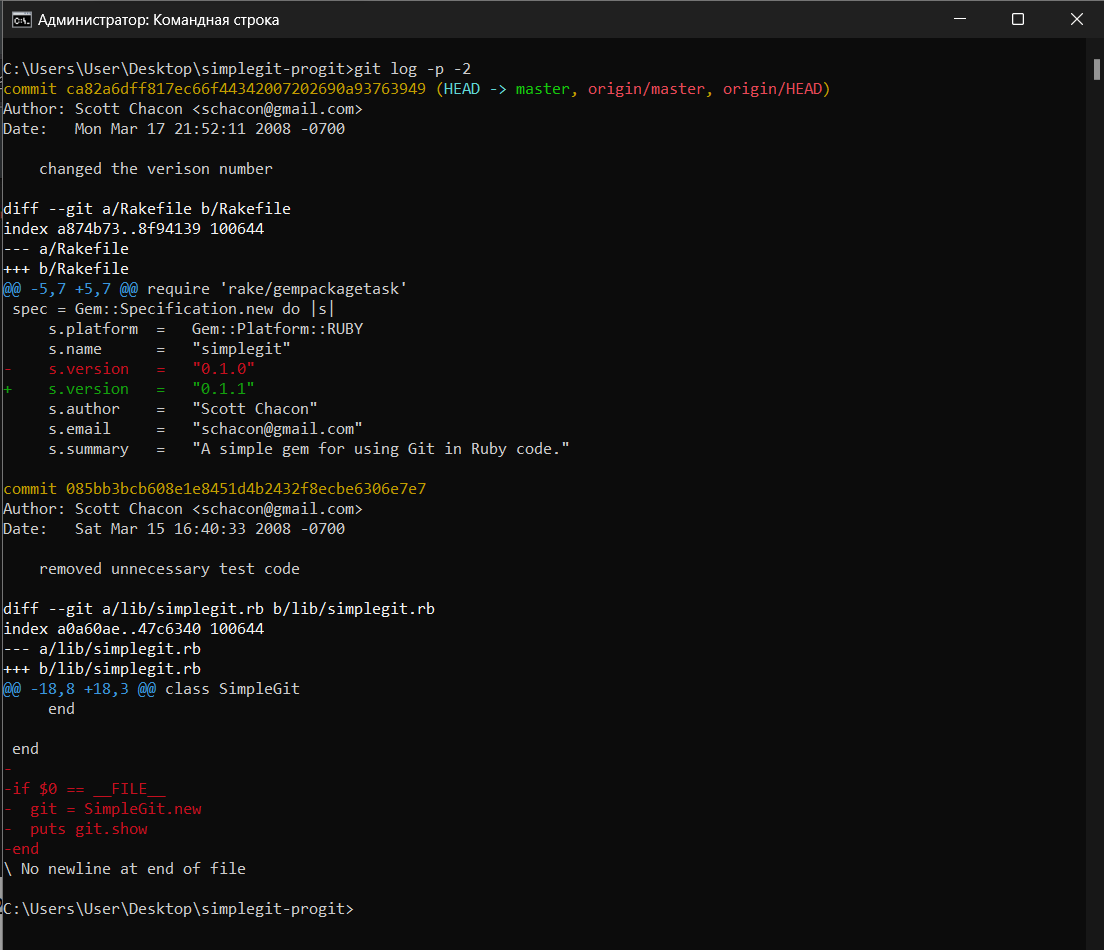 Администратор: Командная строка
C:\Users\User\Desktop\simplegit-progit>git log -p -2
commit ca82a6dff817ec66f44342007202690a93763949 (HEAD -> master, origin/master, origin/HEAD)
Author: Scott Chacon <schacon@gmail.com>
Date:   Mon Mar 17 21:52:11 2008 -0700
    changed the verison number
diff --git a/Rakefile b/Rakefile
index a874b73..8f94139 100644
--- a/Rakefile
+++ b/Rakefile
@@ -5,7 +5,7 @@ require 'rake/gempackagetask'
 spec = Gem::Specification.new do |s|
     s.platform  =   Gem::Platform::RUBY
     s.name      =   "simplegit"
-    s.version   =   "0.1.0"
+    s.version   =   "0.1.1"
     s.author    =   "Scott Chacon"
     s.email     =   "schacon@gmail.com"
     s.summary   =   "A simple gem for using Git in Ruby code."
commit 085bb3bcb608e1e8451d4b2432f8ecbe6306e7e7
Author: Scott Chacon <schacon@gmail.com>
Date:   Sat Mar 15 16:40:33 2008 -0700
    removed unnecessary test code
diff --git a/lib/simplegit.rb b/lib/simplegit.rb
index a0a60ae..47c6340 100644
--- a/lib/simplegit.rb
+++ b/lib/simplegit.rb
@@ -18,8 +18,3 @@ class SimpleGit
     end
 end
-
-if $0 == __FILE__
-  git = SimpleGit.new
-  puts git.show
-end
\ No newline at end of file
C:\Users\User\Desktop\simplegit-progit>